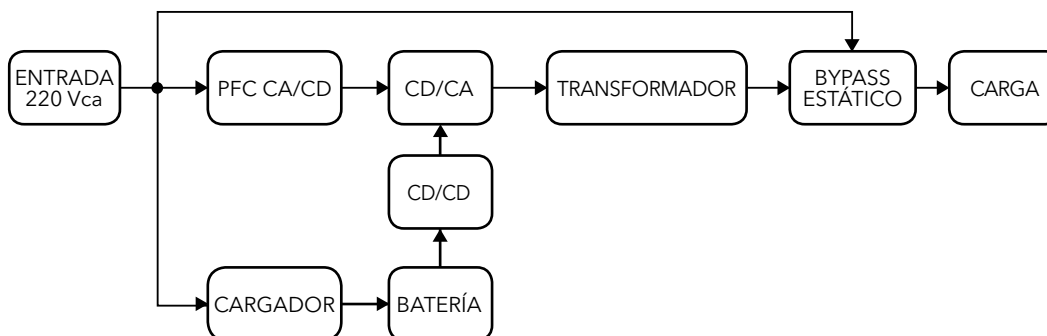 ENTRADA
220 Vca
PFC CA/CD
CD/CA
TRANSFORMADOR
BYPASS
ESTÁTICO
CARGA
CD/CD
CARGADOR
BATERÍA